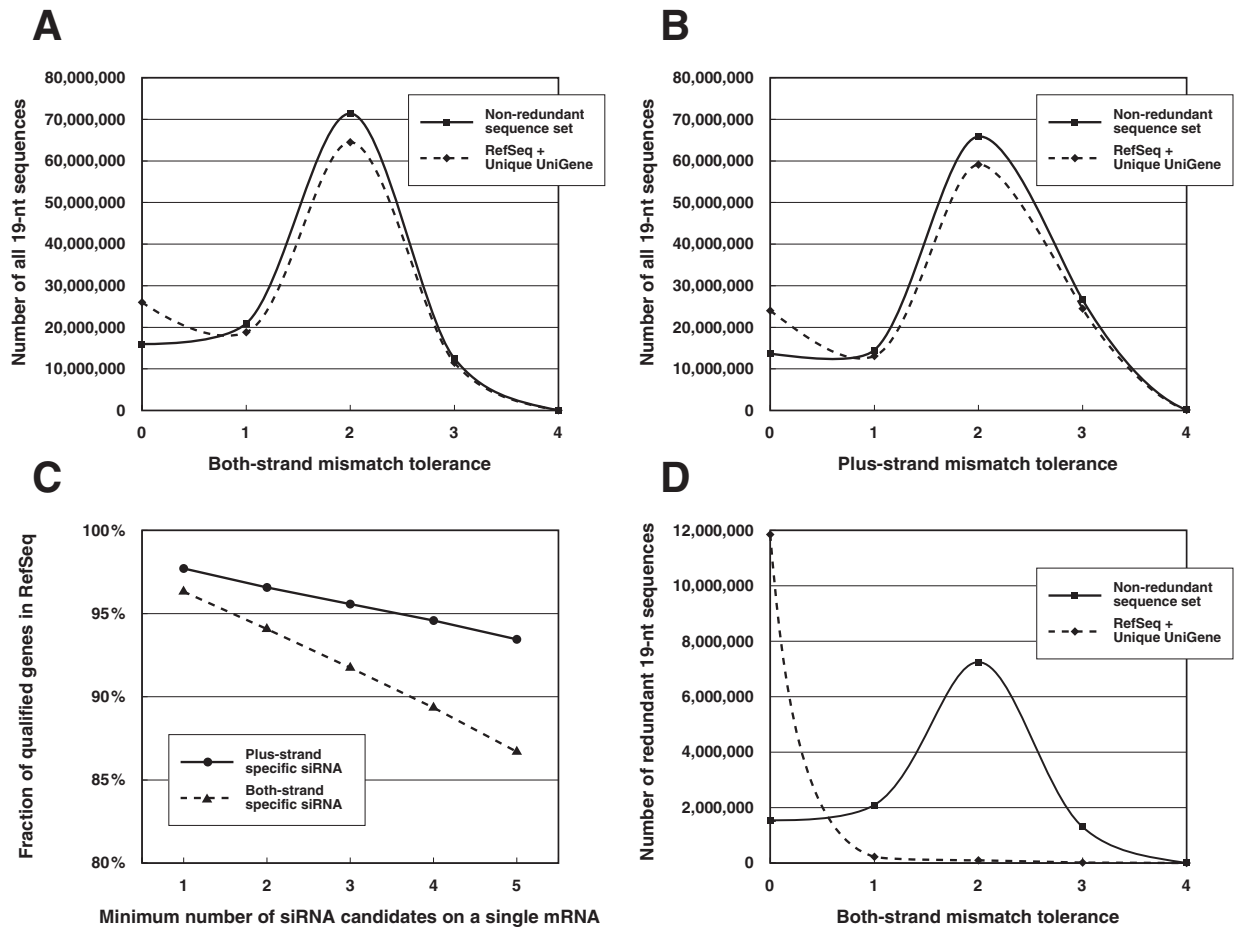 A
Number of all 19-nt sequences
80,000,000
70,000,000
60,000,000
50,000,000
40,000,000
30,000,000
20,000,000
10,000,000
0
0 1 2 3 4
Both-strand mismatch tolerance
Non-redundant
sequence set
RefSeq +
Unique UniGene
B
Number of all 19-nt sequences
80,000,000
70,000,000
60,000,000
50,000,000
40,000,000
30,000,000
20,000,000
10,000,000
0
0 1 2 3 4
Plus-strand mismatch tolerance
Non-redundant
sequence set
RefSeq +
Unique UniGene
C
Fraction of qualified genes in RefSeq
100%
95%
90%
85%
80%
1 2 3 4 5
Minimum number of siRNA candidates on a single mRNA
Plus-strand
specific siRNA
Both-strand
specific siRNA
D
Number of redundant 19-nt sequences
12,000,000
10,000,000
8,000,000
6,000,000
4,000,000
2,000,000
0
0 1 2 3 4
Both-strand mismatch tolerance
Non-redundant
sequence set
RefSeq +
Unique UniGene